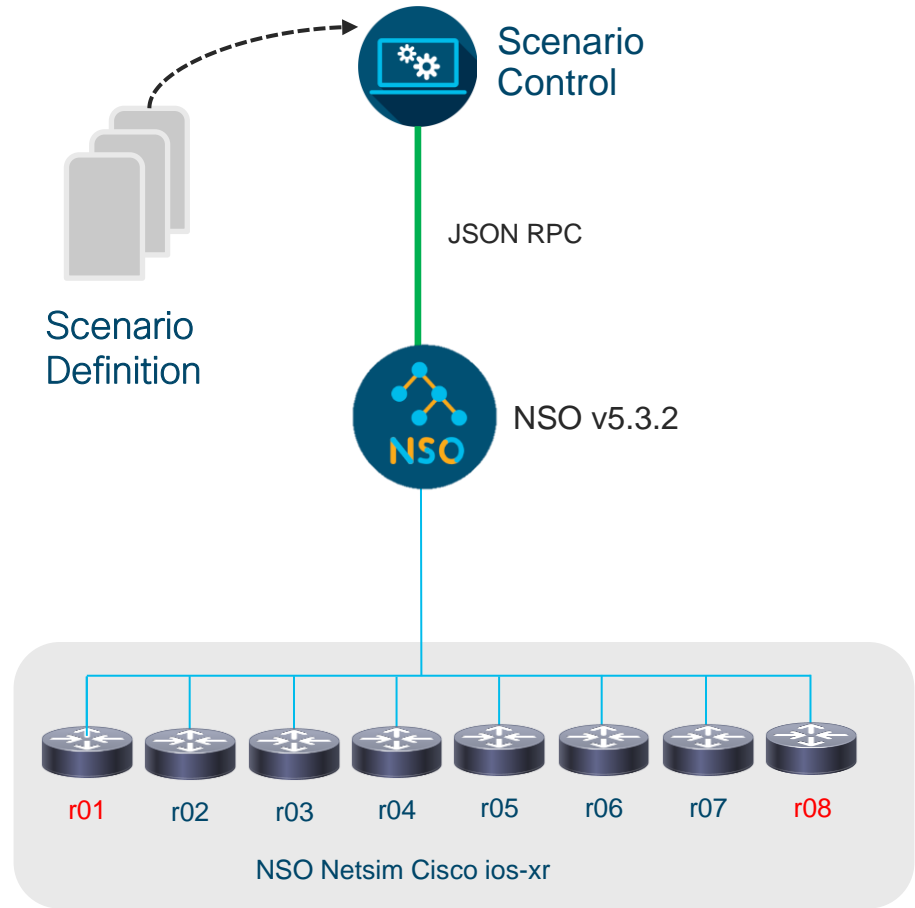 Scenario
Control
JSON RPC
Scenario
Definition
NSO
NSO v5.3.2
r01 r02 r03 r04 r05 r06 r07 r08
NSO Netsim Cisco ios-xr